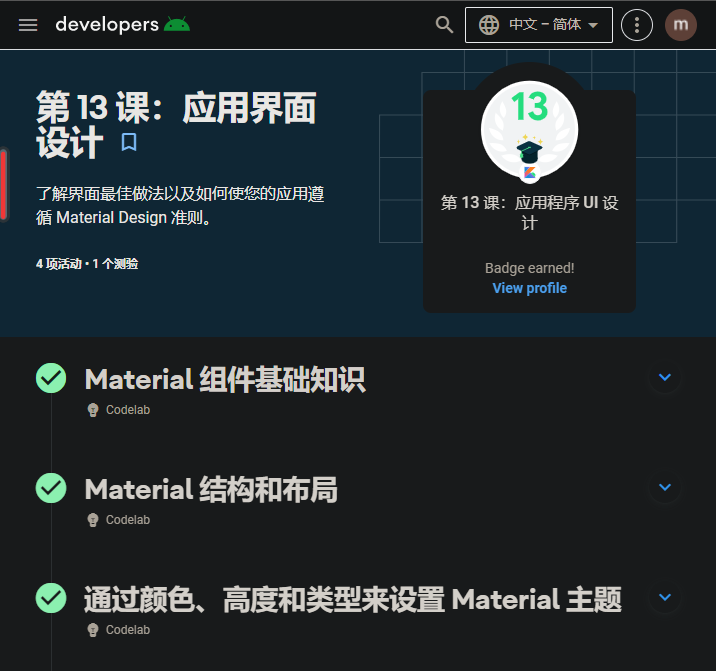 developers
中文 – 简体
m
第 13 课：应用界面
设计
了解界面最佳做法以及如何使您的应用遵
循 Material Design 准则。
4 项活动 • 1 个测验
13
第 13 课：应用程序 UI 设
计
Badge earned!
View profile
Material 组件基础知识
Codelab
Material 结构和布局
Codelab
通过颜色、高度和类型来设置 Material 主题
Codelab